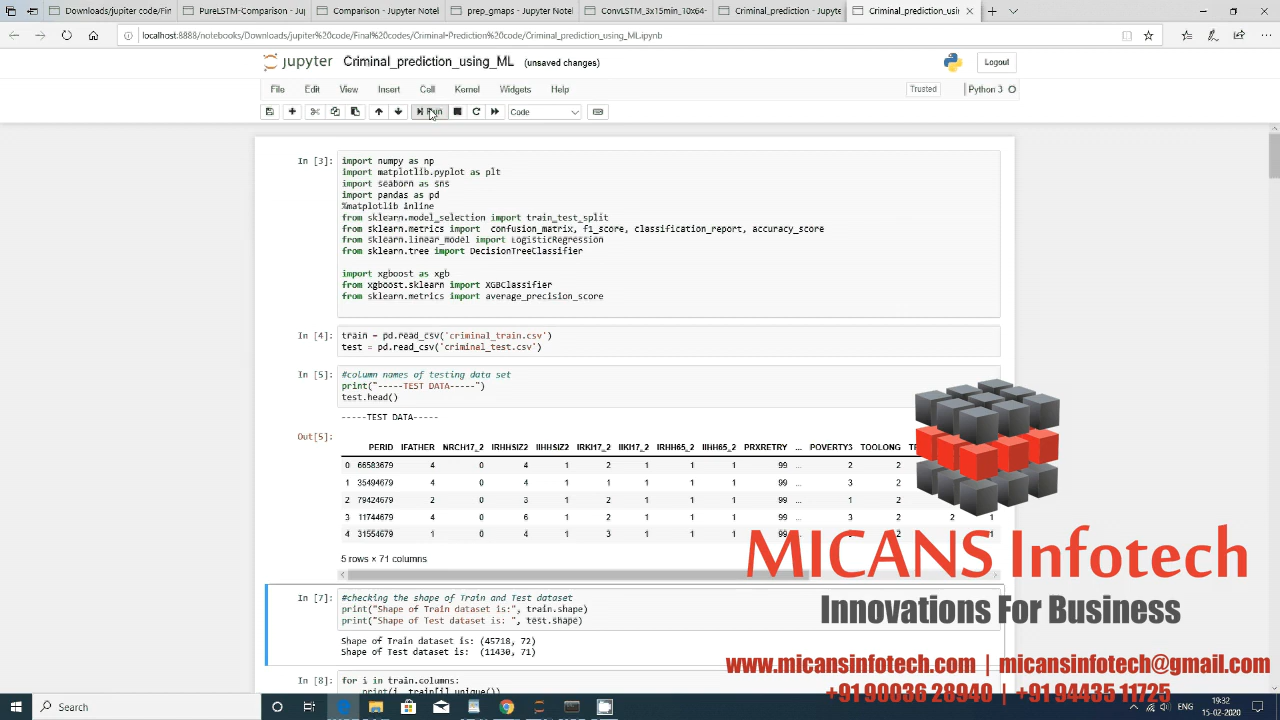 Downloads/jupiter code/Fin
PureLSTM-Comparison - Jupyter
prep_gmaps - Jupyter Notel
ConvLSTM_3x15min_10x64-
Criminal_prediction - Jupyte
Criminal_prediction_usin
localhost:8888/notebooks/Downloads/jupiter%20code/Final%20codes/Criminal-Prediction%20code/Criminal_prediction_using_ML.ipynb
jupyter Criminal_prediction_using_ML (unsaved changes)
Logout
File Edit View Insert Cell Kernel Widgets Help
Trusted | Python 3
Run Code
In [3]:
import numpy as np
import matplotlib.pyplot as plt
import seaborn as sns
import pandas as pd
%matplotlib inline
from sklearn.model_selection import train_test_split
from sklearn.metrics import  confusion_matrix, f1_score, classification_report, accuracy_score
from sklearn.linear_model import LogisticRegression
from sklearn.tree import DecisionTreeClassifier
import xgboost as xgb
from xgboost.sklearn import XGBClassifier
from sklearn.metrics import average_precision_score
In [4]:
train = pd.read_csv('criminal_train.csv')
test = pd.read_csv('criminal_test.csv')
In [5]:
#column names of testing data set
print("-----TEST DATA-----")
test.head()
-----TEST DATA-----
Out[5]:
PERID IFATHER NRCH17_2 IRHHSIZ2 IIHHSIZ2 IRKI17_2 IIKI17_2 IRHH65_2 IIHH65_2 PRXRETRY ... POVERTY3 TOOLONG
0 66583679 4 0 4 1 2 1 1 1 99 ... 2 2
1 35494679 4 0 4 1 1 1 1 1 99 ... 3 2
2 79424679 2 0 3 1 2 1 1 1 99 ... 1 2
3 11744679 4 0 6 1 2 1 1 1 99 ... 3 2 2 1
4 31554679 1 0 4 1 3 1 1 1 99
5 rows × 71 columns
In [7]:
#checking the shape of Train and Test dataset
print("Shape of Train dataset is:", train.shape)
print("Shape of Test dataset is: ", test.shape)
Shape of Train dataset is: (45718, 72)
Shape of Test dataset is:  (11430, 71)
In [8]:
for i in train.columns:
print( train[i].unique())
MICANS Infotech
Innovations For Business
www.micansinfotech.com | micansinfotech@gmail.com
+91 90036 28940 | +91 94435 11725
Search
ENG
19:32
15-02-2020